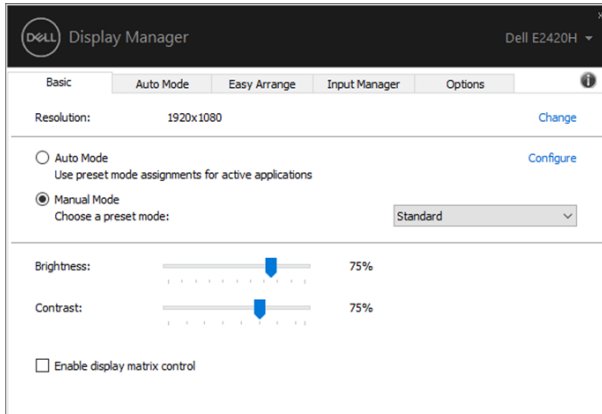 DELL Display Manager
Dell E2420H
Basic Auto Mode Easy Arrange Input Manager Options
Resolution: 1920x1080 Change
Auto Mode Configure
Use preset mode assignments for active applications
Manual Mode
Choose a preset mode: Standard
Brightness: 75%
Contrast: 75%
Enable display matrix control